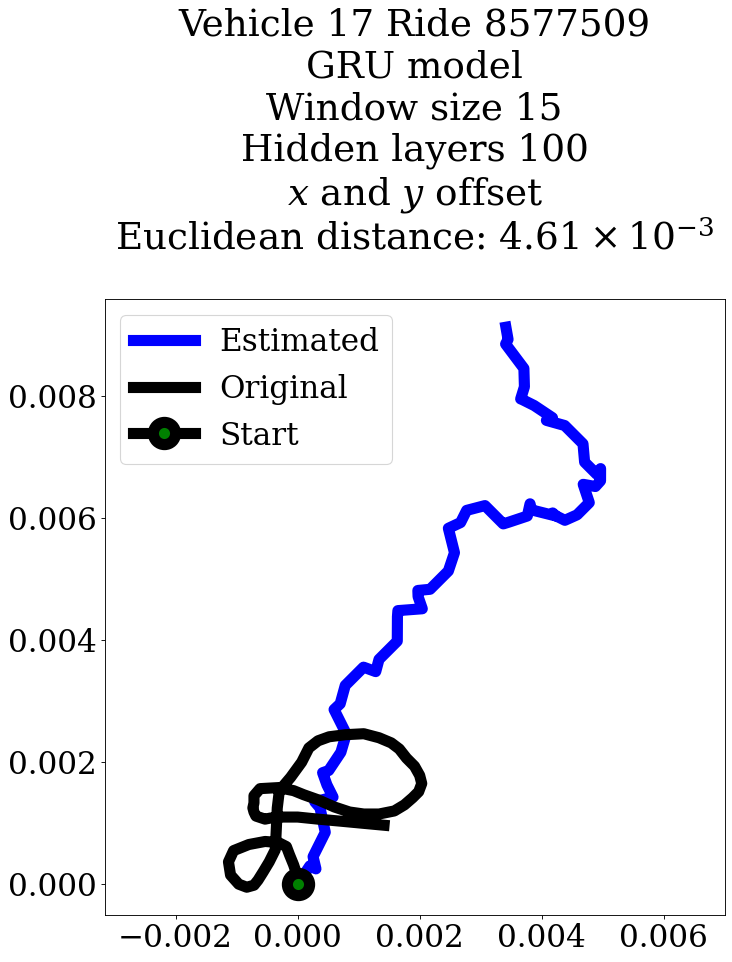 Vehicle 17 Ride 8577509
GRU model
Window size 15
Hidden layers 100
x and y offset
Euclidean distance: 4.61 × 10⁻³
Estimated
Original
Start
0.008
0.006
0.004
0.002
0.000
−0.002 0.000 0.002 0.004 0.006